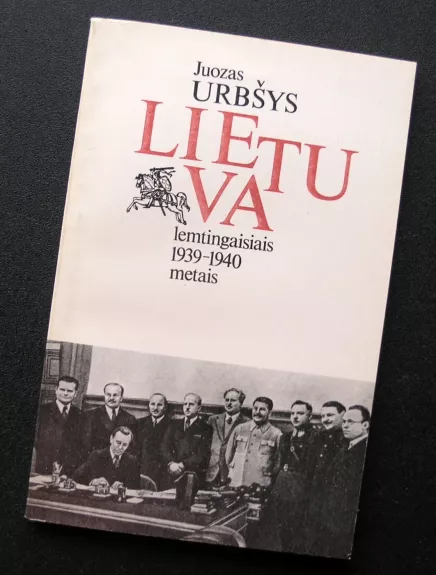 Juozas
URBŠYS
LIETU
VA
lemtingaisiais
1939–1940
metais